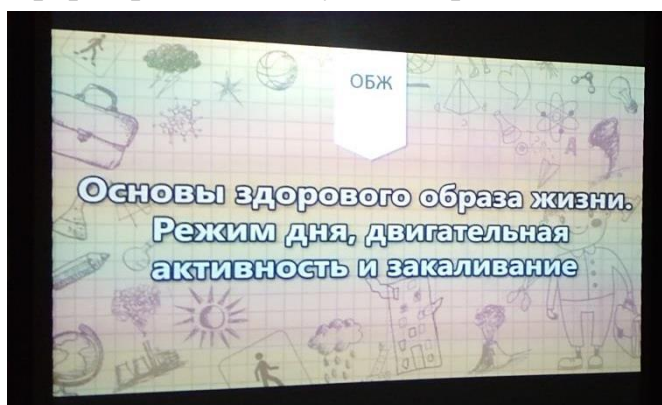 ОБЖ
Основы здорового образа жизни.
Режим дня, двигательная
активность и закаливание